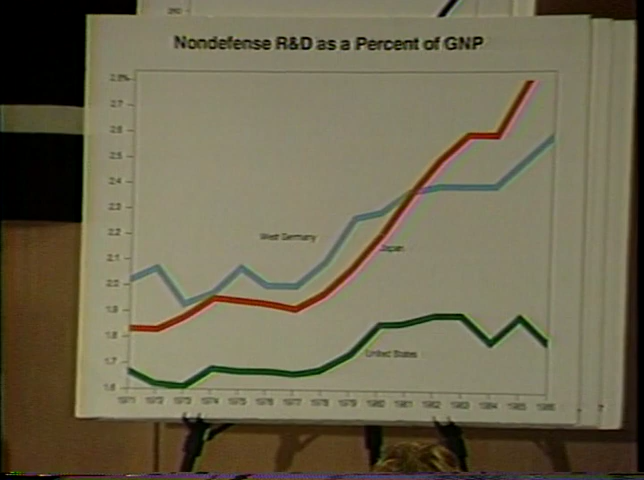 Nondefense R&D as a Percent of GNP
2.8%
2.7
2.6
2.5
2.4
2.3
2.2
2.1
2.0
1.9
1.8
1.7
1.6
West Germany
Japan
United States
1971 1972 1973 1974 1975 1976 1977 1978 1979 1980 1981 1982 1983 1984 1985 1986